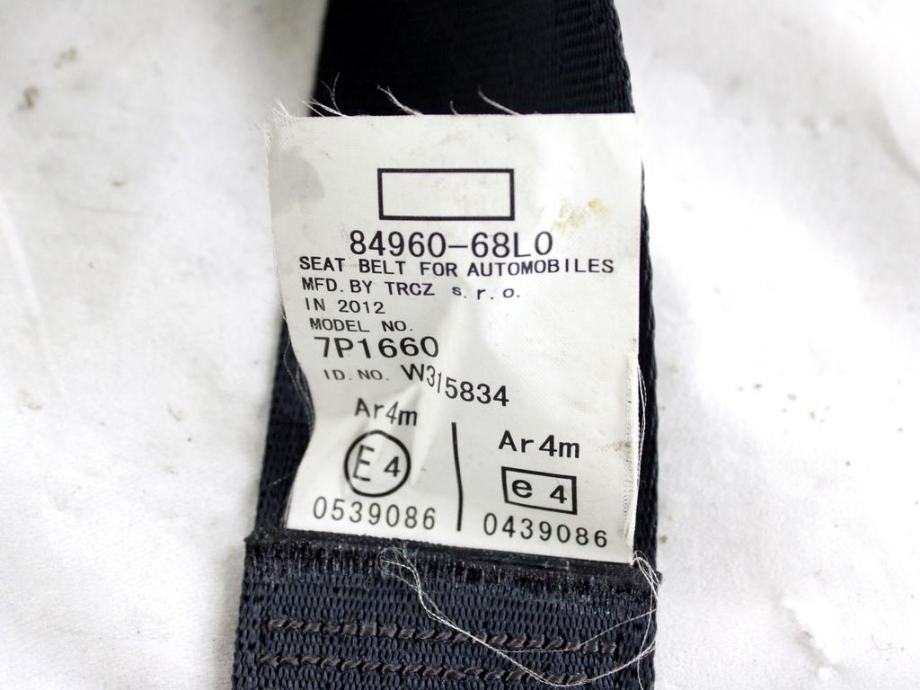 84960-68L0
SEAT BELT FOR AUTOMOBILES
MFD. BY TRCZ s. r. o.
IN 2012
MODEL NO.
7P1660
ID. NO. W315834
Ar4m
E 4
0539086
Ar4m
e 4
0439086